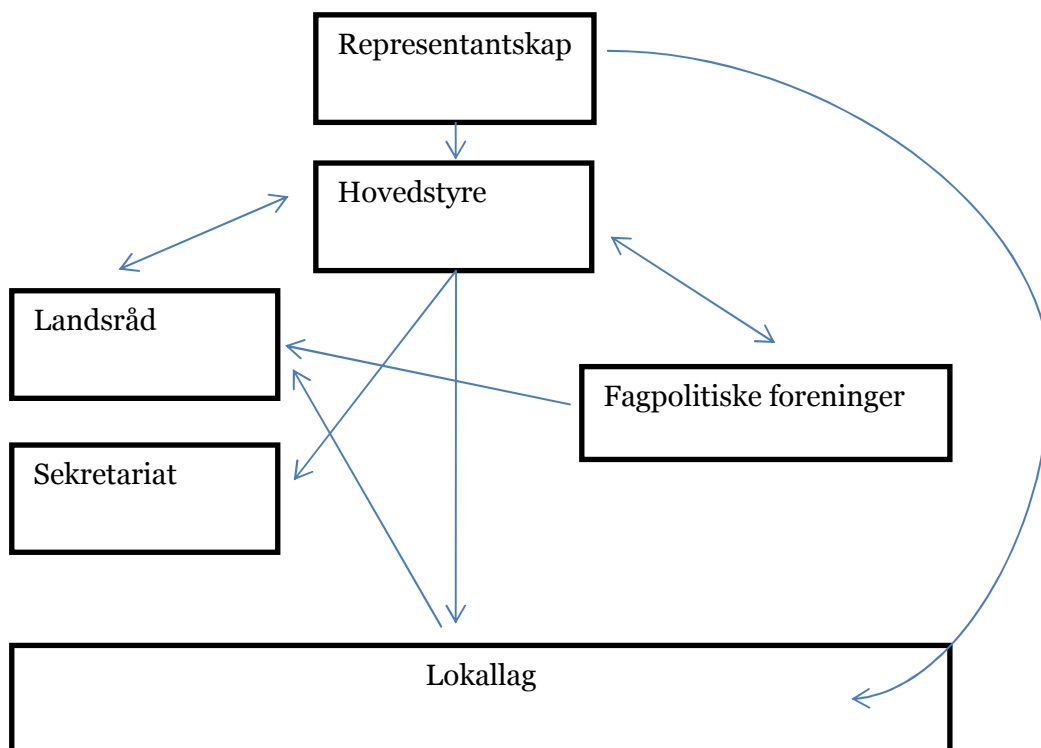 Representantskap
Hovedstyre
Landsråd
Fagpolitiske foreninger
Sekretariat
Lokallag